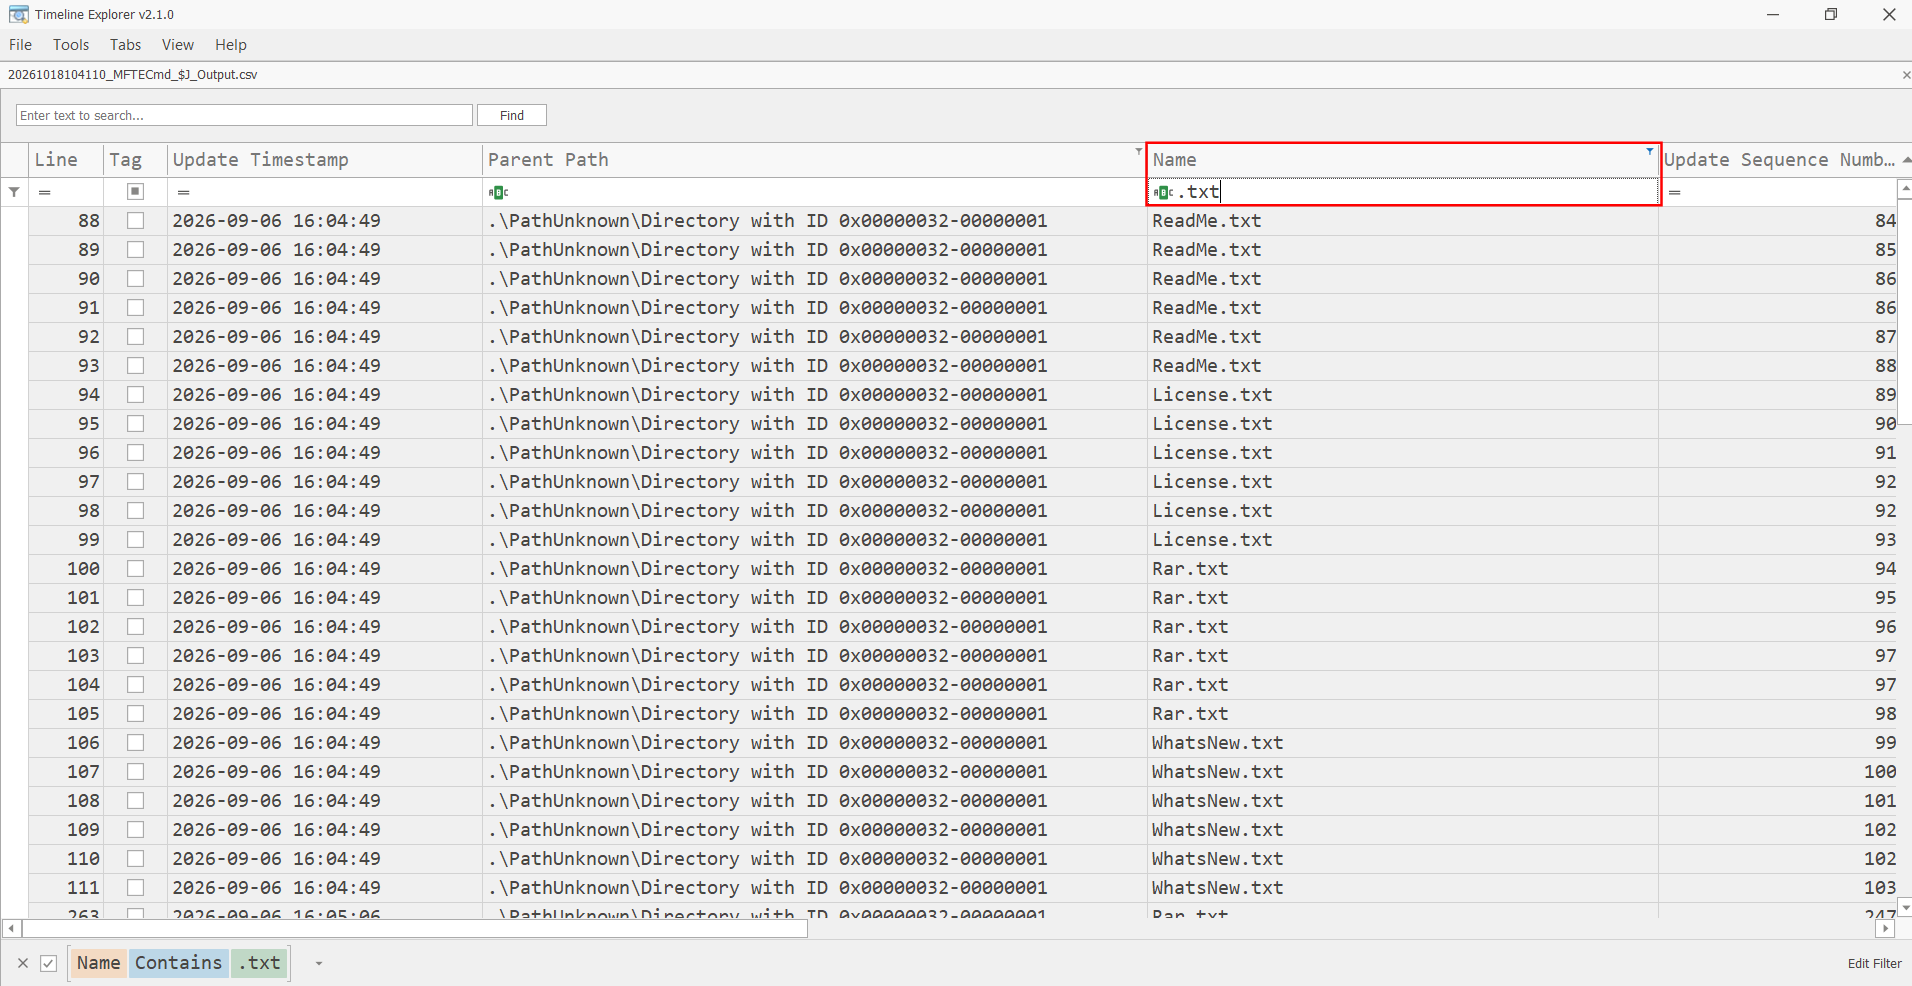 Timeline Explorer v2.1.0
File Tools Tabs View Help
20261018104110_MFTECmd_$J_Output.csv
Enter text to search... Find
Line Tag Update Timestamp Parent Path Name Update Sequence Numb...
= = ABC ABC .txt =
88 2026-09-06 16:04:49 .\PathUnknown\Directory with ID 0x00000032-00000001 ReadMe.txt 84
89 2026-09-06 16:04:49 .\PathUnknown\Directory with ID 0x00000032-00000001 ReadMe.txt 85
90 2026-09-06 16:04:49 .\PathUnknown\Directory with ID 0x00000032-00000001 ReadMe.txt 86
91 2026-09-06 16:04:49 .\PathUnknown\Directory with ID 0x00000032-00000001 ReadMe.txt 86
92 2026-09-06 16:04:49 .\PathUnknown\Directory with ID 0x00000032-00000001 ReadMe.txt 87
93 2026-09-06 16:04:49 .\PathUnknown\Directory with ID 0x00000032-00000001 ReadMe.txt 88
94 2026-09-06 16:04:49 .\PathUnknown\Directory with ID 0x00000032-00000001 License.txt 89
95 2026-09-06 16:04:49 .\PathUnknown\Directory with ID 0x00000032-00000001 License.txt 90
96 2026-09-06 16:04:49 .\PathUnknown\Directory with ID 0x00000032-00000001 License.txt 91
97 2026-09-06 16:04:49 .\PathUnknown\Directory with ID 0x00000032-00000001 License.txt 92
98 2026-09-06 16:04:49 .\PathUnknown\Directory with ID 0x00000032-00000001 License.txt 92
99 2026-09-06 16:04:49 .\PathUnknown\Directory with ID 0x00000032-00000001 License.txt 93
100 2026-09-06 16:04:49 .\PathUnknown\Directory with ID 0x00000032-00000001 Rar.txt 94
101 2026-09-06 16:04:49 .\PathUnknown\Directory with ID 0x00000032-00000001 Rar.txt 95
102 2026-09-06 16:04:49 .\PathUnknown\Directory with ID 0x00000032-00000001 Rar.txt 96
103 2026-09-06 16:04:49 .\PathUnknown\Directory with ID 0x00000032-00000001 Rar.txt 97
104 2026-09-06 16:04:49 .\PathUnknown\Directory with ID 0x00000032-00000001 Rar.txt 97
105 2026-09-06 16:04:49 .\PathUnknown\Directory with ID 0x00000032-00000001 Rar.txt 98
106 2026-09-06 16:04:49 .\PathUnknown\Directory with ID 0x00000032-00000001 WhatsNew.txt 99
107 2026-09-06 16:04:49 .\PathUnknown\Directory with ID 0x00000032-00000001 WhatsNew.txt 100
108 2026-09-06 16:04:49 .\PathUnknown\Directory with ID 0x00000032-00000001 WhatsNew.txt 101
109 2026-09-06 16:04:49 .\PathUnknown\Directory with ID 0x00000032-00000001 WhatsNew.txt 102
110 2026-09-06 16:04:49 .\PathUnknown\Directory with ID 0x00000032-00000001 WhatsNew.txt 102
111 2026-09-06 16:04:49 .\PathUnknown\Directory with ID 0x00000032-00000001 WhatsNew.txt 103
263 2026-09-06 16:05:06 .\PathUnknown\Directory with ID 0x00000032-00000001 Rar.txt 247
Name Contains .txt Edit Filter